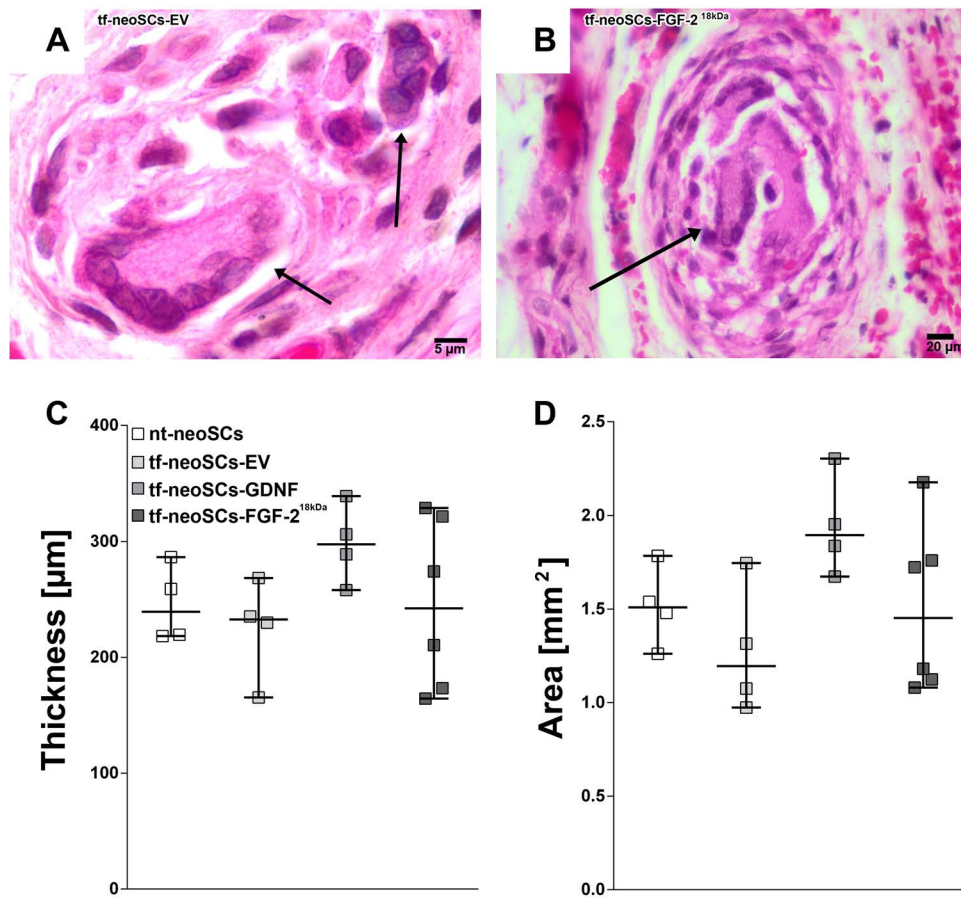 A
tf-neoSCs-EV
5 µm
B
tf-neoSCs-FGF-2 18kDa
20 µm
C
Thickness [µm]
400
300
200
100
0
nt-neoSCs
tf-neoSCs-EV
tf-neoSCs-GDNF
tf-neoSCs-FGF-2 18kDa
D
Area [mm²]
2.5
2.0
1.5
1.0
0.5
0.0